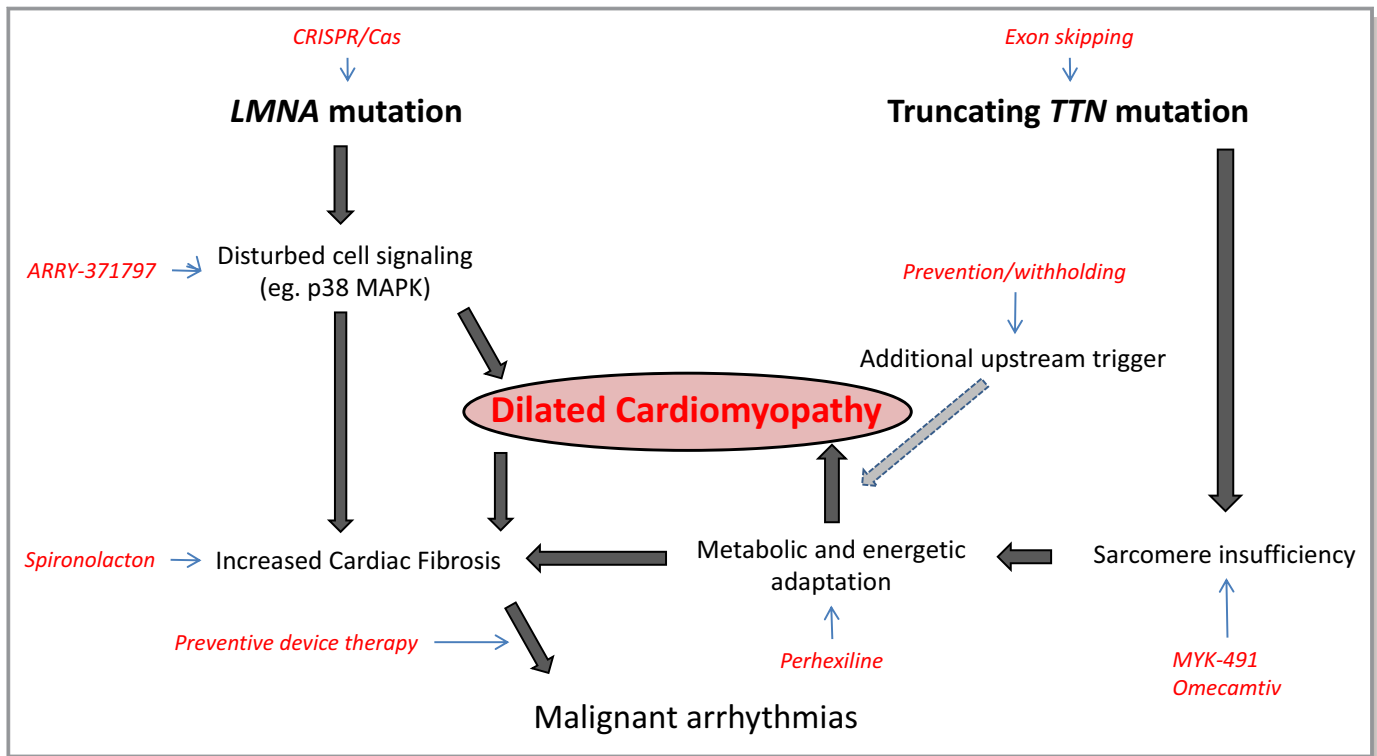 CRISPR/Cas
Exon skipping
LMNA mutation
Truncating TTN mutation
Disturbed cell signaling
(eg. p38 MAPK)
ARRY-371797
Prevention/withholding
Additional upstream trigger
Dilated Cardiomyopathy
Spironolacton
Increased Cardiac Fibrosis
Metabolic and energetic
adaptation
Sarcomere insufficiency
Preventive device therapy
Perhexiline
MYK-491
Omecamtiv
Malignant arrhythmias